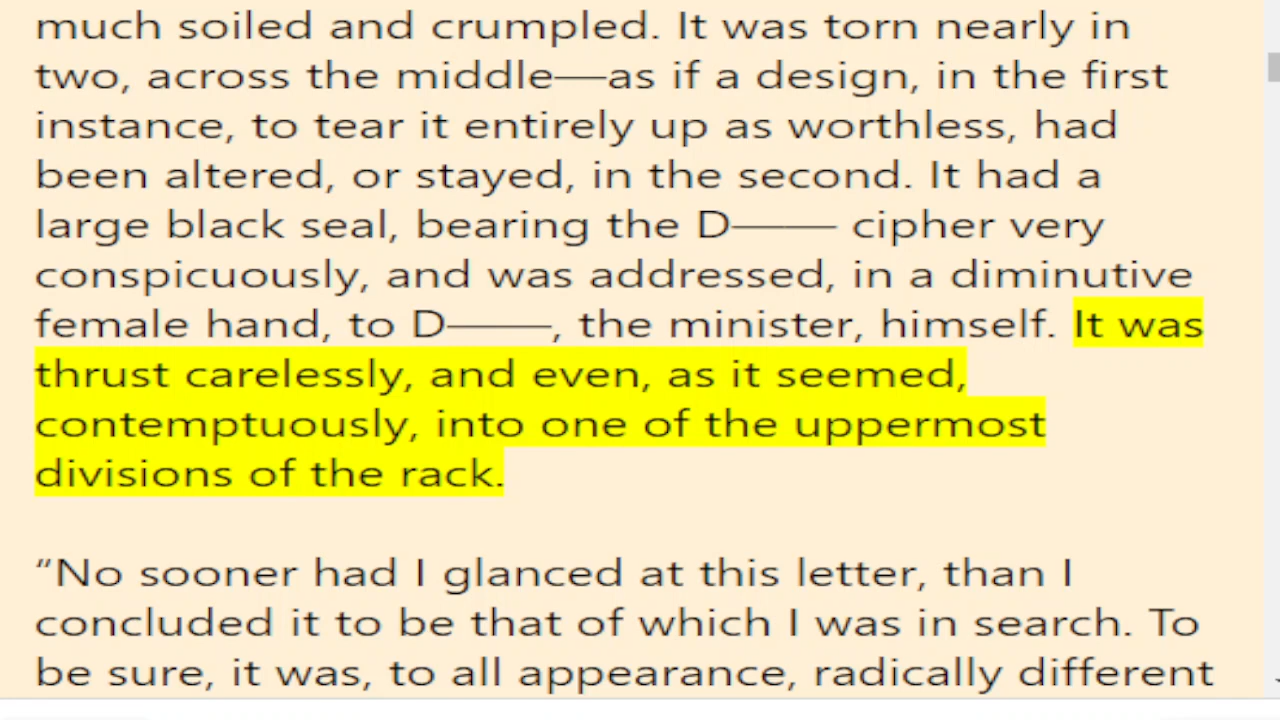 much soiled and crumpled. It was torn nearly in
two, across the middle—as if a design, in the first
instance, to tear it entirely up as worthless, had
been altered, or stayed, in the second. It had a
large black seal, bearing the D—— cipher very
conspicuously, and was addressed, in a diminutive
female hand, to D——, the minister, himself. It was
thrust carelessly, and even, as it seemed,
contemptuously, into one of the uppermost
divisions of the rack.
“No sooner had I glanced at this letter, than I
concluded it to be that of which I was in search. To
be sure, it was, to all appearance, radically different